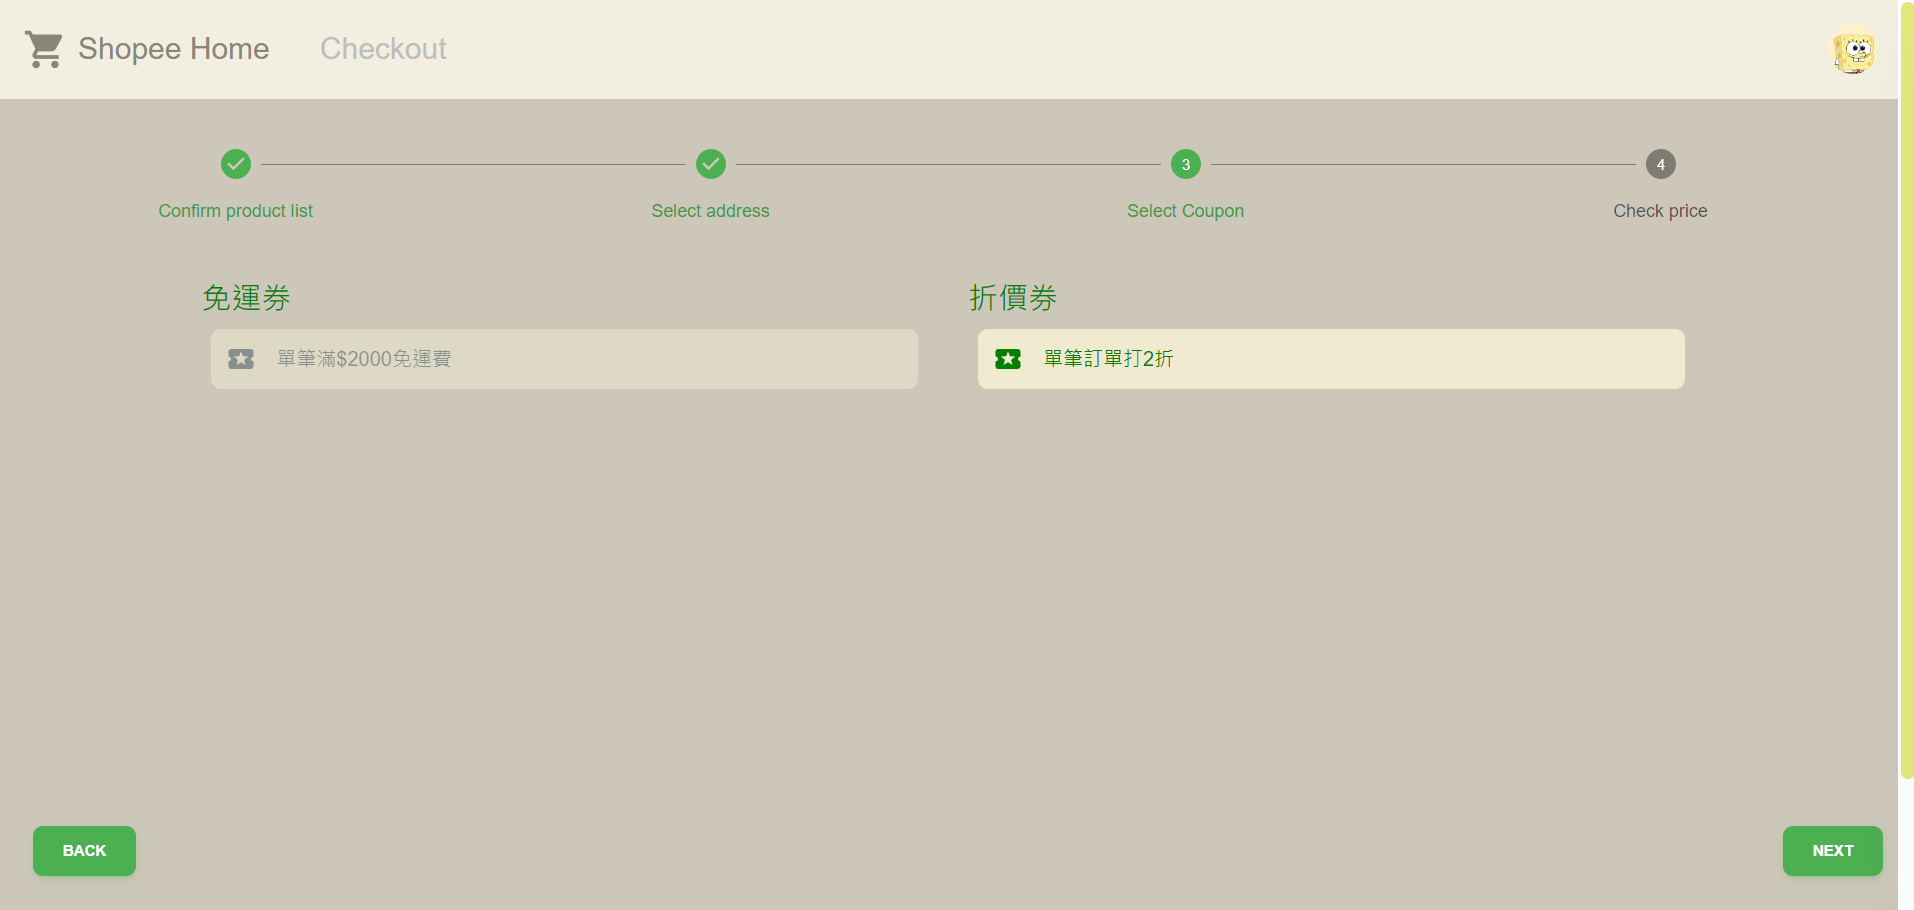 Shopee Home
Checkout
3
4
Confirm product list
Select address
Select Coupon
Check price
免運券
單筆滿$2000免運費
折價券
單筆訂單打2折
BACK
NEXT